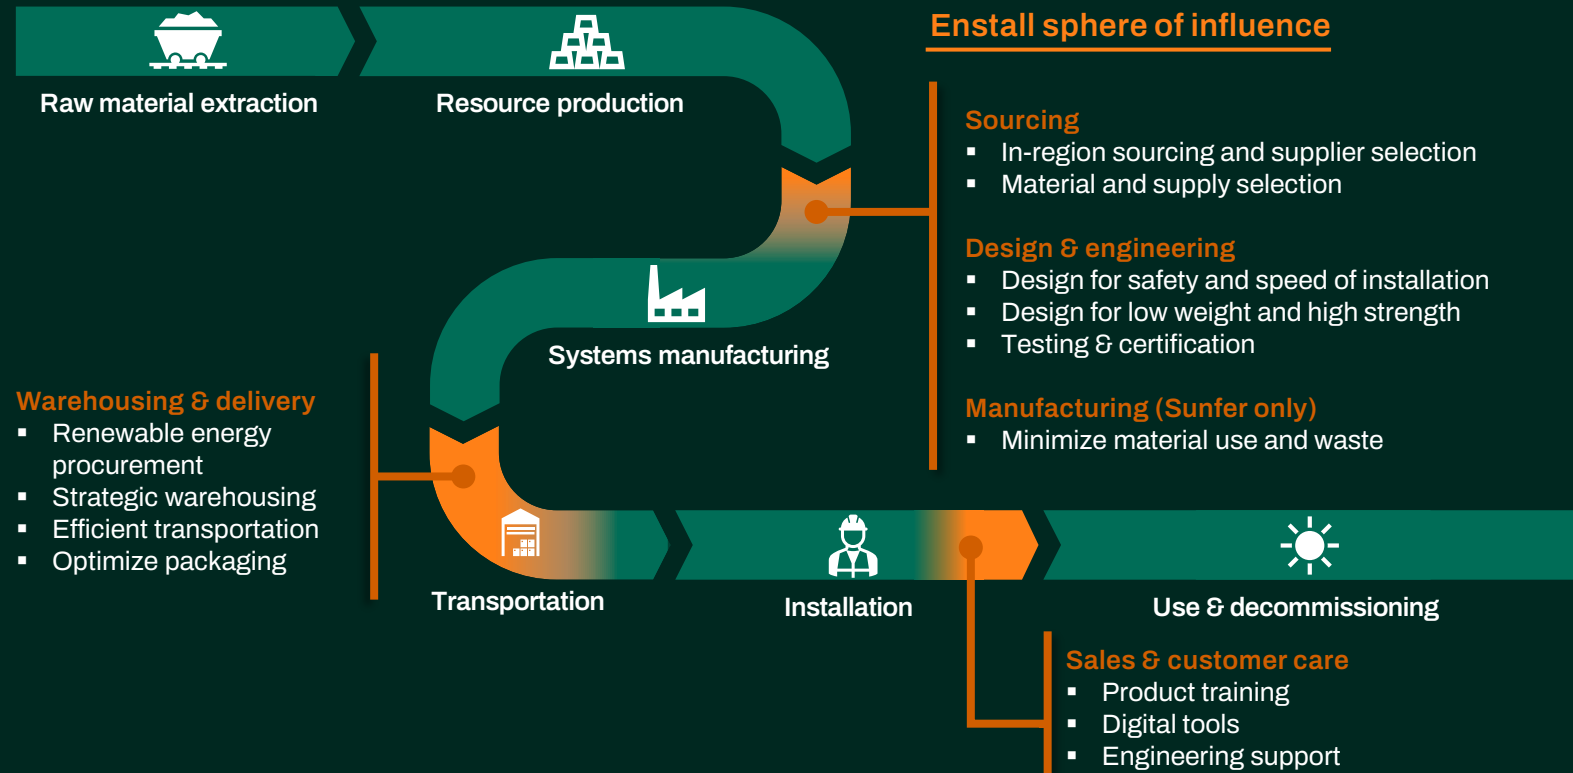 Enstall sphere of influence
Raw material extraction
Resource production
Sourcing
▪ In-region sourcing and supplier selection
▪ Material and supply selection
Design & engineering
▪ Design for safety and speed of installation
▪ Design for low weight and high strength
▪ Testing & certification
Manufacturing (Sunfer only)
▪ Minimize material use and waste
Systems manufacturing
Warehousing & delivery
▪ Renewable energy
procurement
▪ Strategic warehousing
▪ Efficient transportation
▪ Optimize packaging
Transportation
Installation
Use & decommissioning
Sales & customer care
▪ Product training
▪ Digital tools
▪ Engineering support